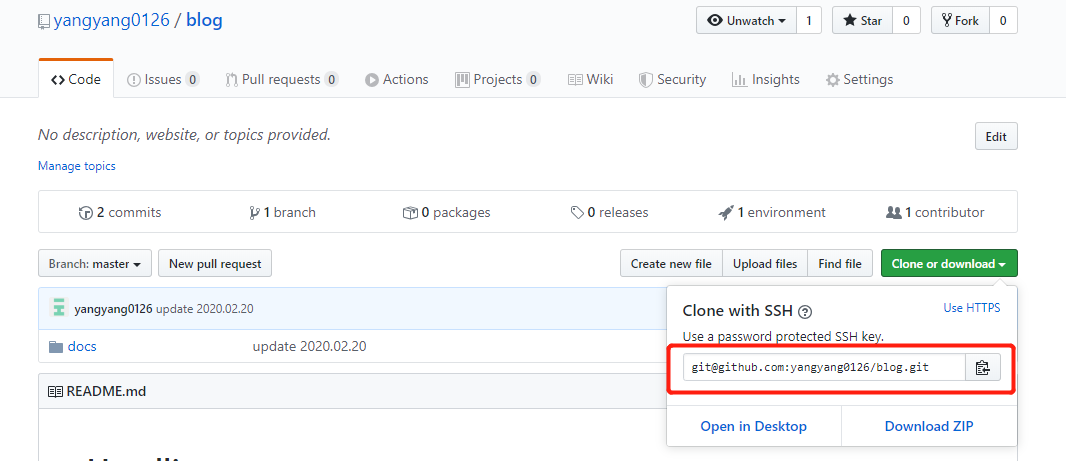 yangyang0126 / blog
Unwatch 1 Star 0 Fork 0
Code Issues 0 Pull requests 0 Actions Projects 0 Wiki Security Insights Settings
No description, website, or topics provided.
Edit
Manage topics
2 commits 1 branch 0 packages 0 releases 1 environment 1 contributor
Branch: master New pull request Create new file Upload files Find file Clone or download
yangyang0126 update 2020.02.20
docs update 2020.02.20
README.md
Clone with SSH Use HTTPS
Use a password protected SSH key.
git@github.com:yangyang0126/blog.git
Open in Desktop Download ZIP